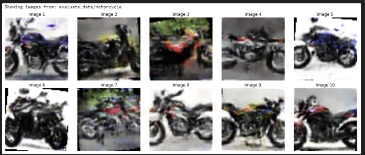 Showing images from: evaluate_data/motorcycle
Image 1 Image 2 Image 3 Image 4 Image 5
Image 6 Image 7 Image 8 Image 9 Image 10